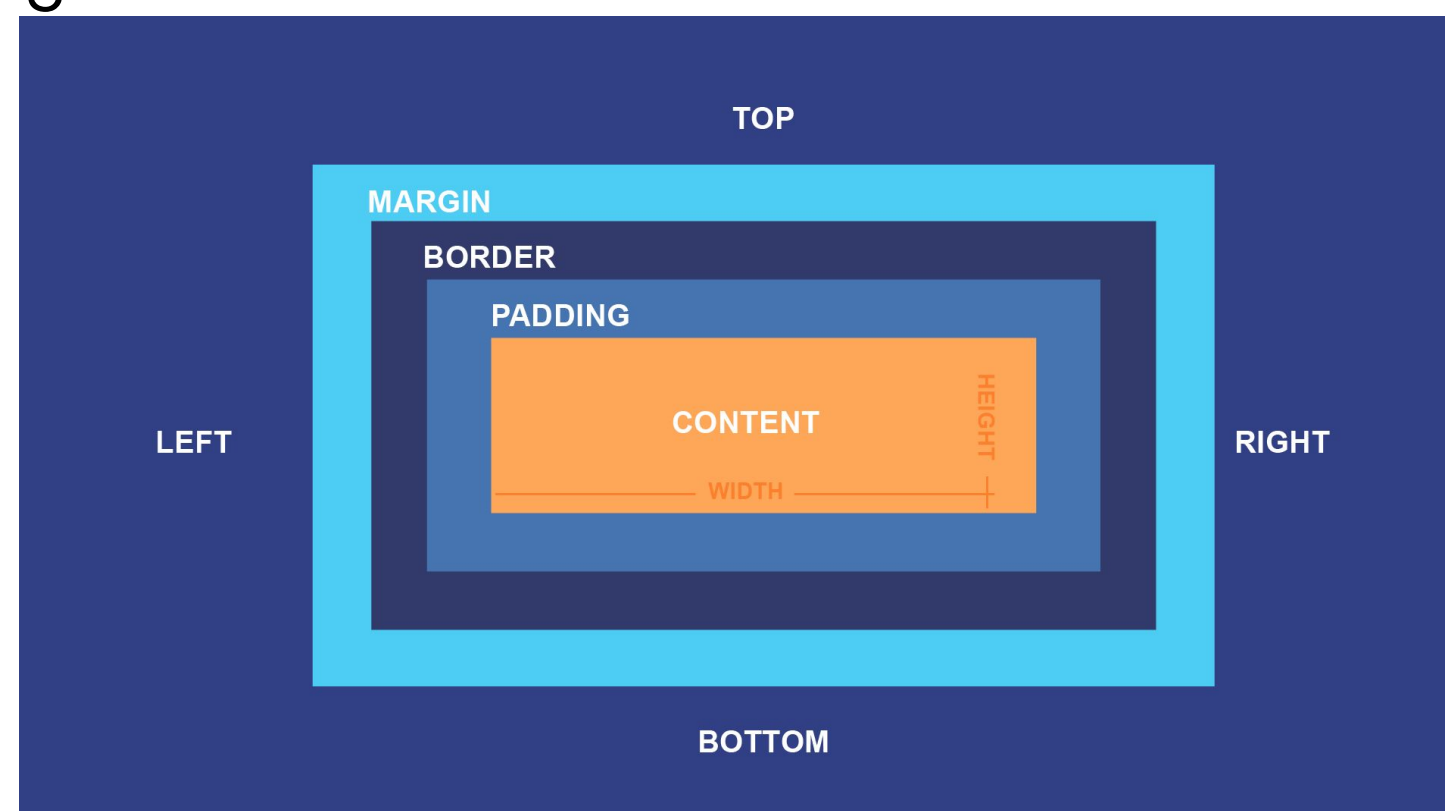 TOP
MARGIN
BORDER
PADDING
CONTENT
HEIGHT
LEFT
RIGHT
WIDTH
BOTTOM